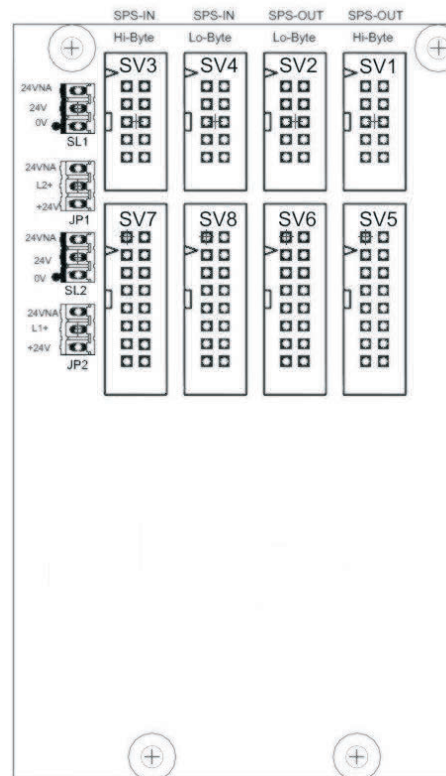 SPS-IN SPS-IN SPS-OUT SPS-OUT
Hi-Byte Lo-Byte Lo-Byte Hi-Byte
SV3 SV4 SV2 SV1
24VNA
24V
0V
SL1
24VNA
L2+
+24V
JP1
SV7 SV8 SV6 SV5
24VNA
24V
0V
SL2
24VNA
L1+
+24V
JP2